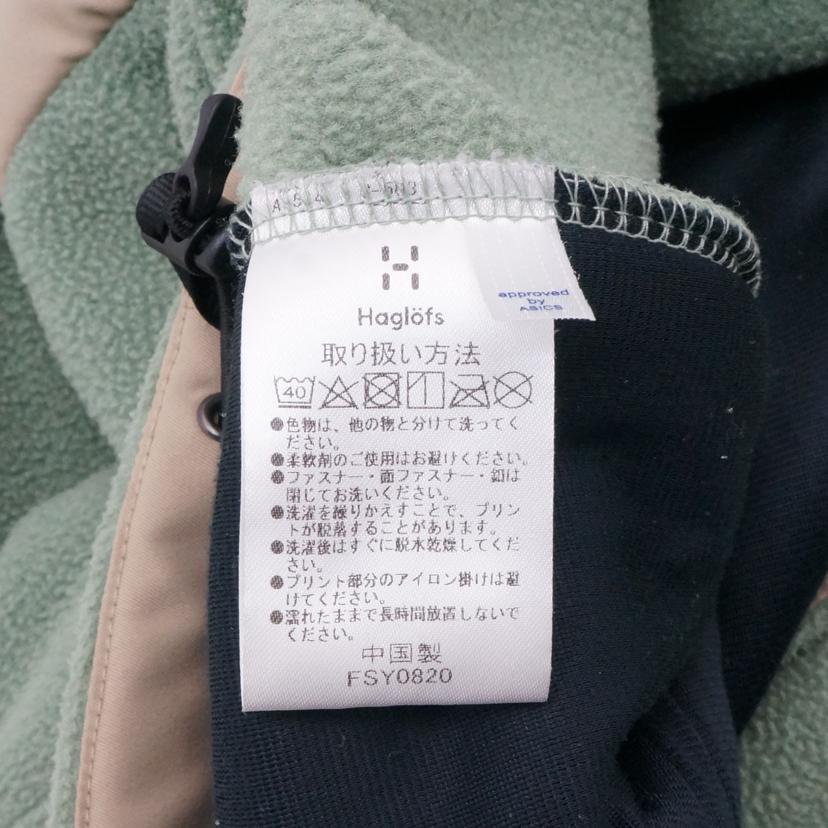 Haglöfs
approved
by
ASICS
取り扱い方法
40
●色物は、他の物と分けて洗ってく
ださい。
●柔軟剤のご使用はお避けください。
●ファスナー・面ファスナー・釦は
閉じてお洗いください。
●洗濯を繰りかえすことで、プリン
トが脱落することがあります。
●洗濯後はすぐに脱水乾燥してくだ
さい。
●プリント部分のアイロン掛けは避
けてください。
●濡れたままで長時間放置しないで
ください。
中国製
FSY0820